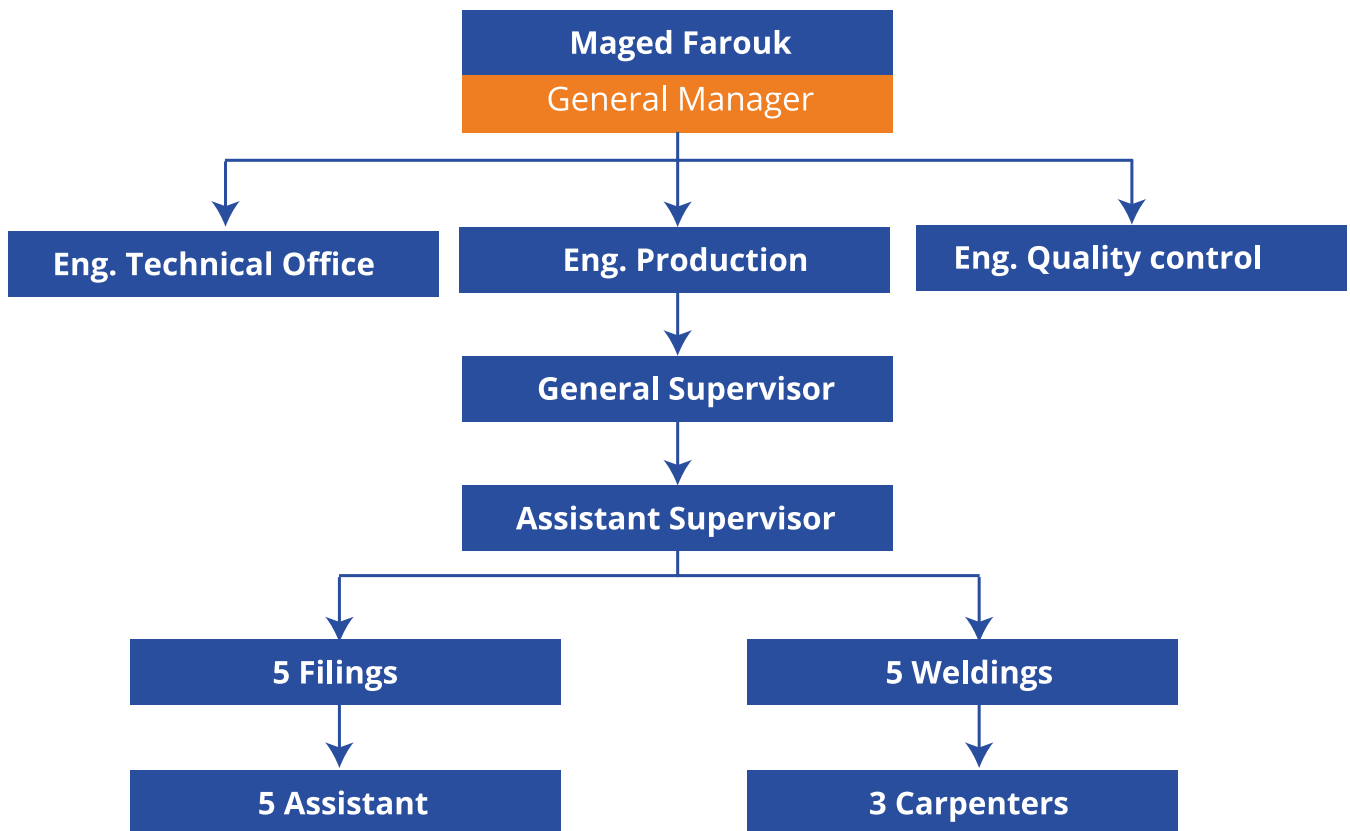 Maged Farouk
General Manager
Eng. Technical Office
Eng. Production
Eng. Quality control
General Supervisor
Assistant Supervisor
5 Filings
5 Weldings
5 Assistant
3 Carpenters